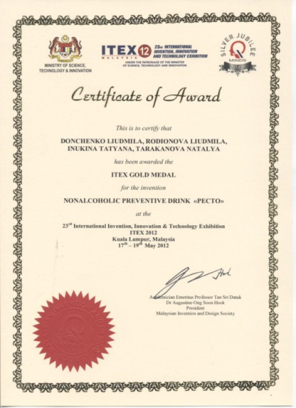 MINISTRY OF SCIENCE,
TECHNOLOGY & INNOVATION
ITEX 12
MALAYSIA
23rd INTERNATIONAL
INVENTION, INNOVATION
AND TECHNOLOGY EXHIBITION
SILVER JUBILEE
Certificate of Award
This is to certify that
DONCHENKO LIUDMILA, RODIONOVA LIUDMILA,
INUKINA TATYANA, TARAKANOVA NATALYA
has been awarded the
ITEX GOLD MEDAL
for the invention
NONALCOHOLIC PREVENTIVE DRINK «PECTO»
at the
23rd International Invention, Innovation & Technology Exhibition
ITEX 2012
Kuala Lumpur, Malaysia
17th – 19th May 2012
Academician Emeritus Professor Tan Sri Datuk
Dr Augustine Ong Soon Hock
President
Malaysian Invention and Design Society